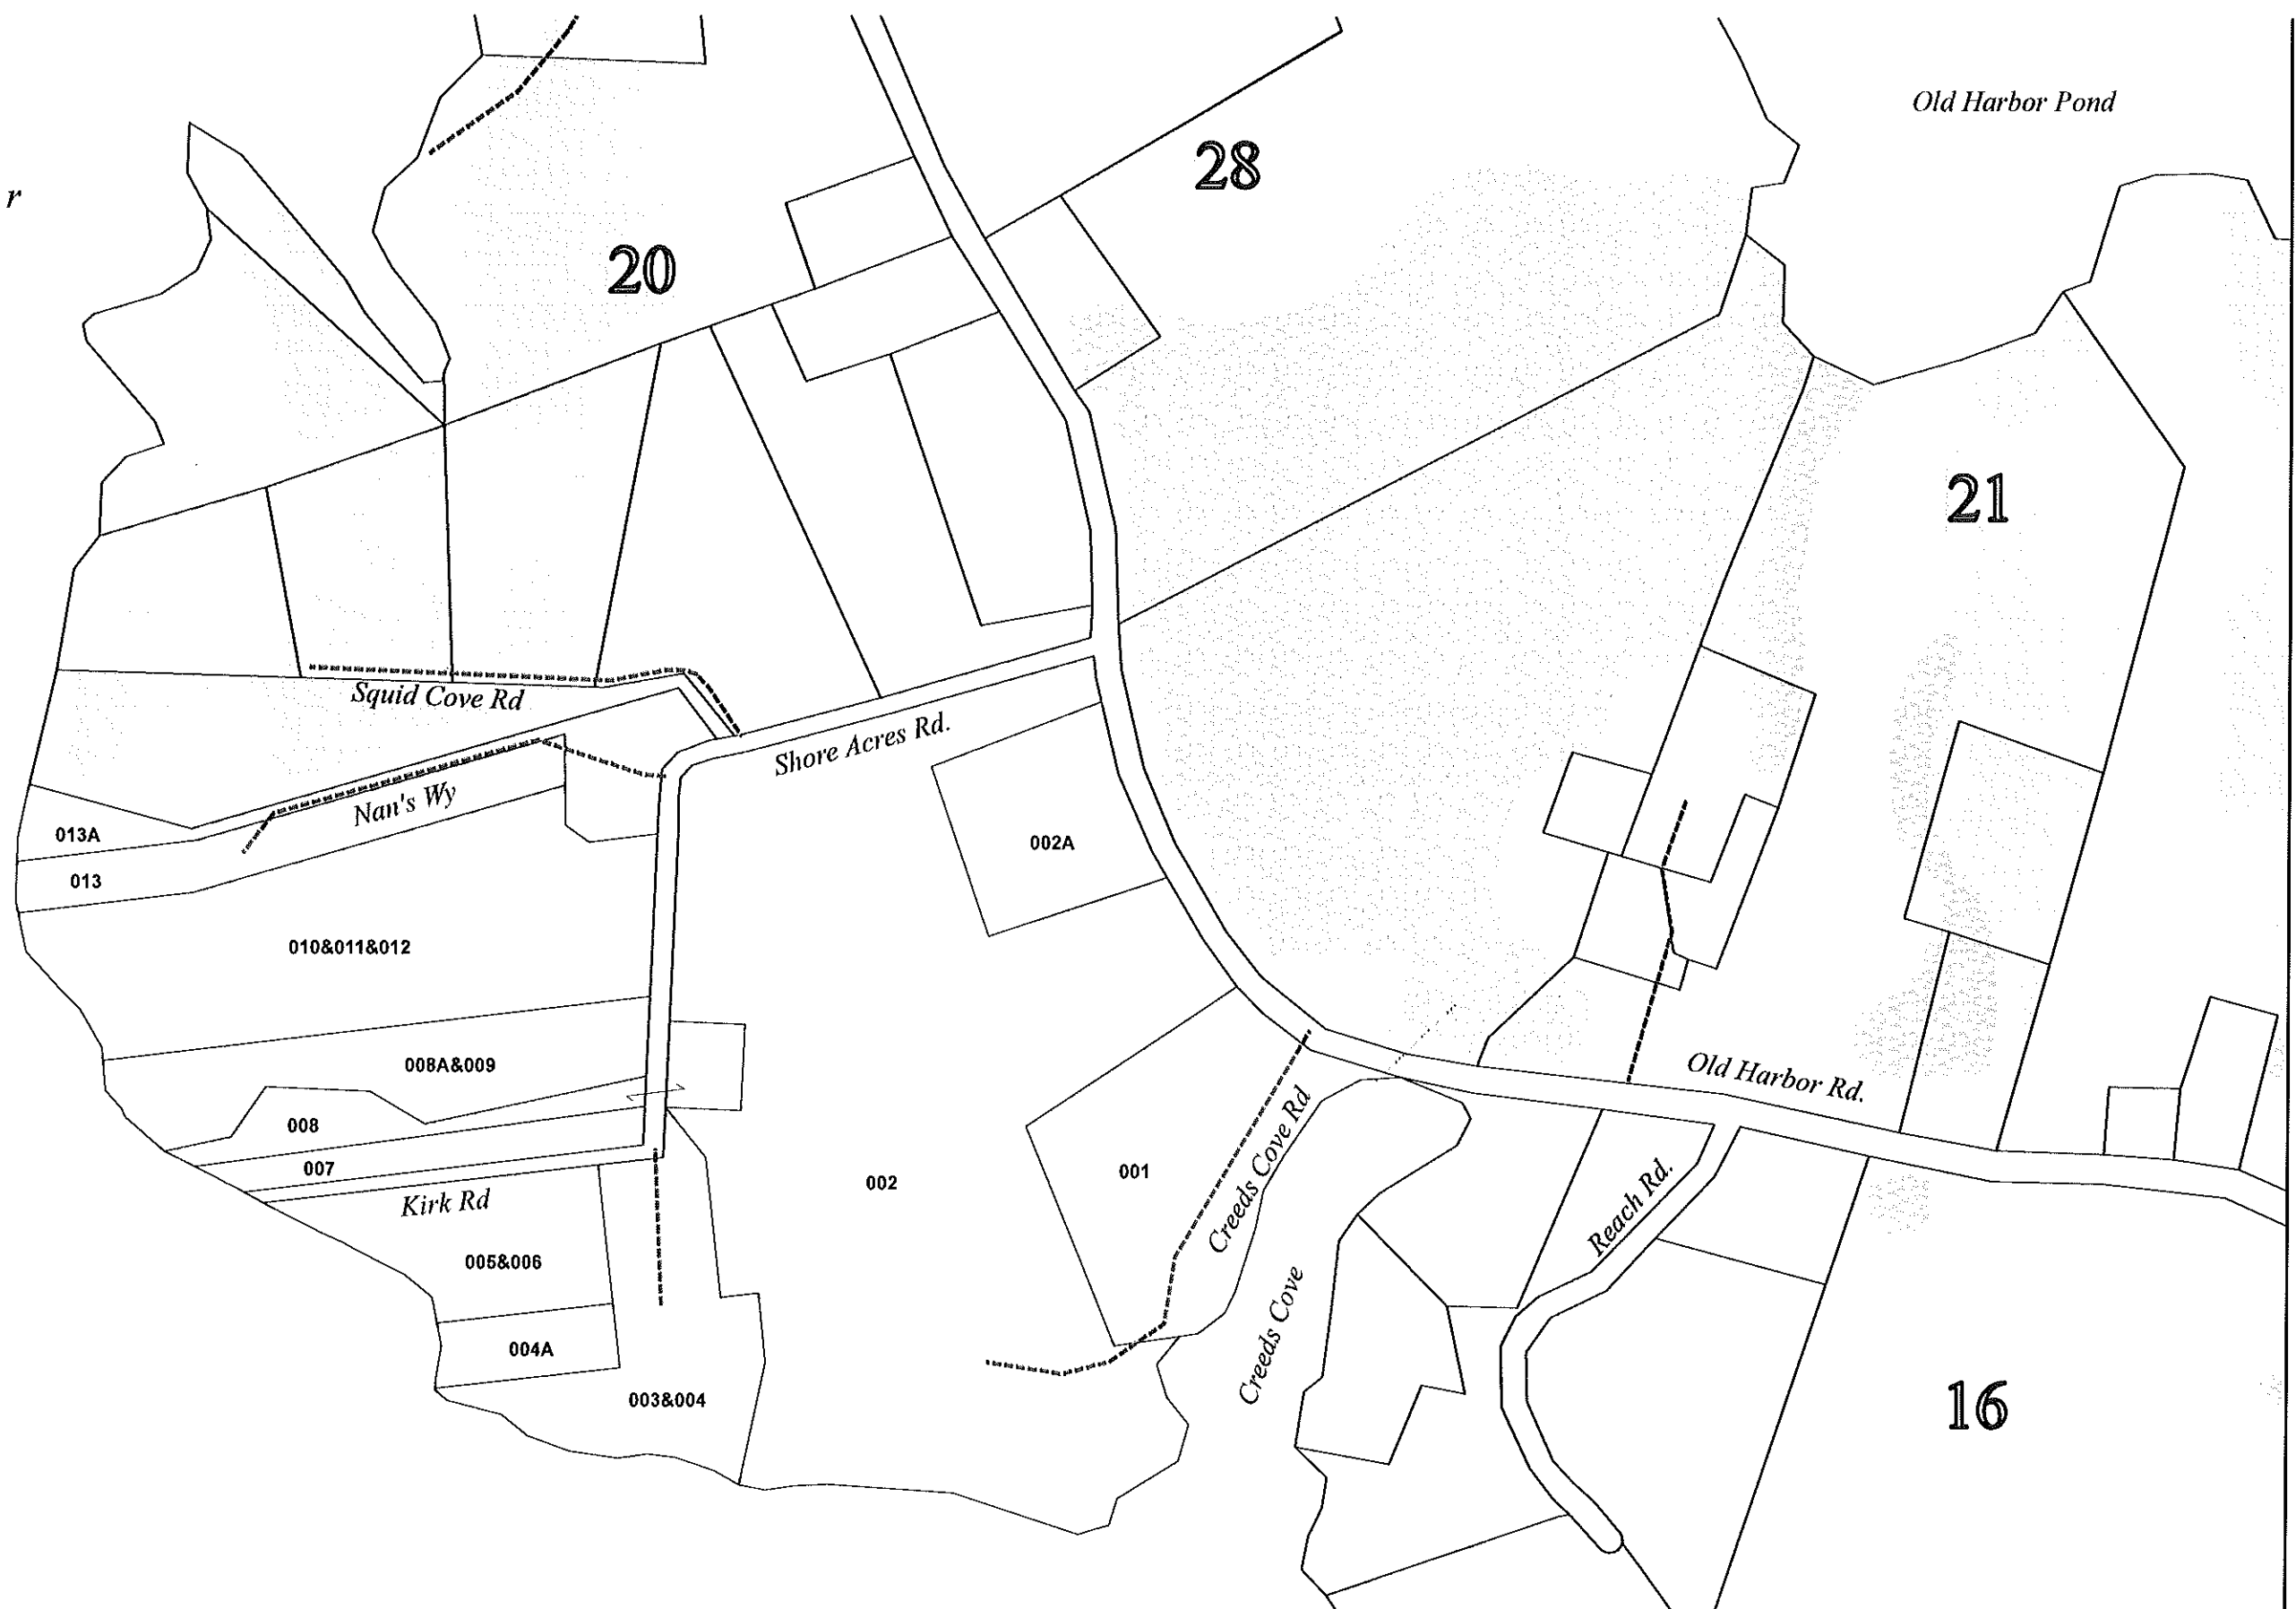 Old Harbor Pond
28
r
20
21
Squid Cove Rd
Shore Acres Rd.
Nan's Wy
013A
002A
013
010&011&012
008A&009
Old Harbor Rd.
008
007
002
001
Creeds Cove Rd
Reach Rd.
Kirk Rd
005&006
Creeds Cove
004A
003&004
16